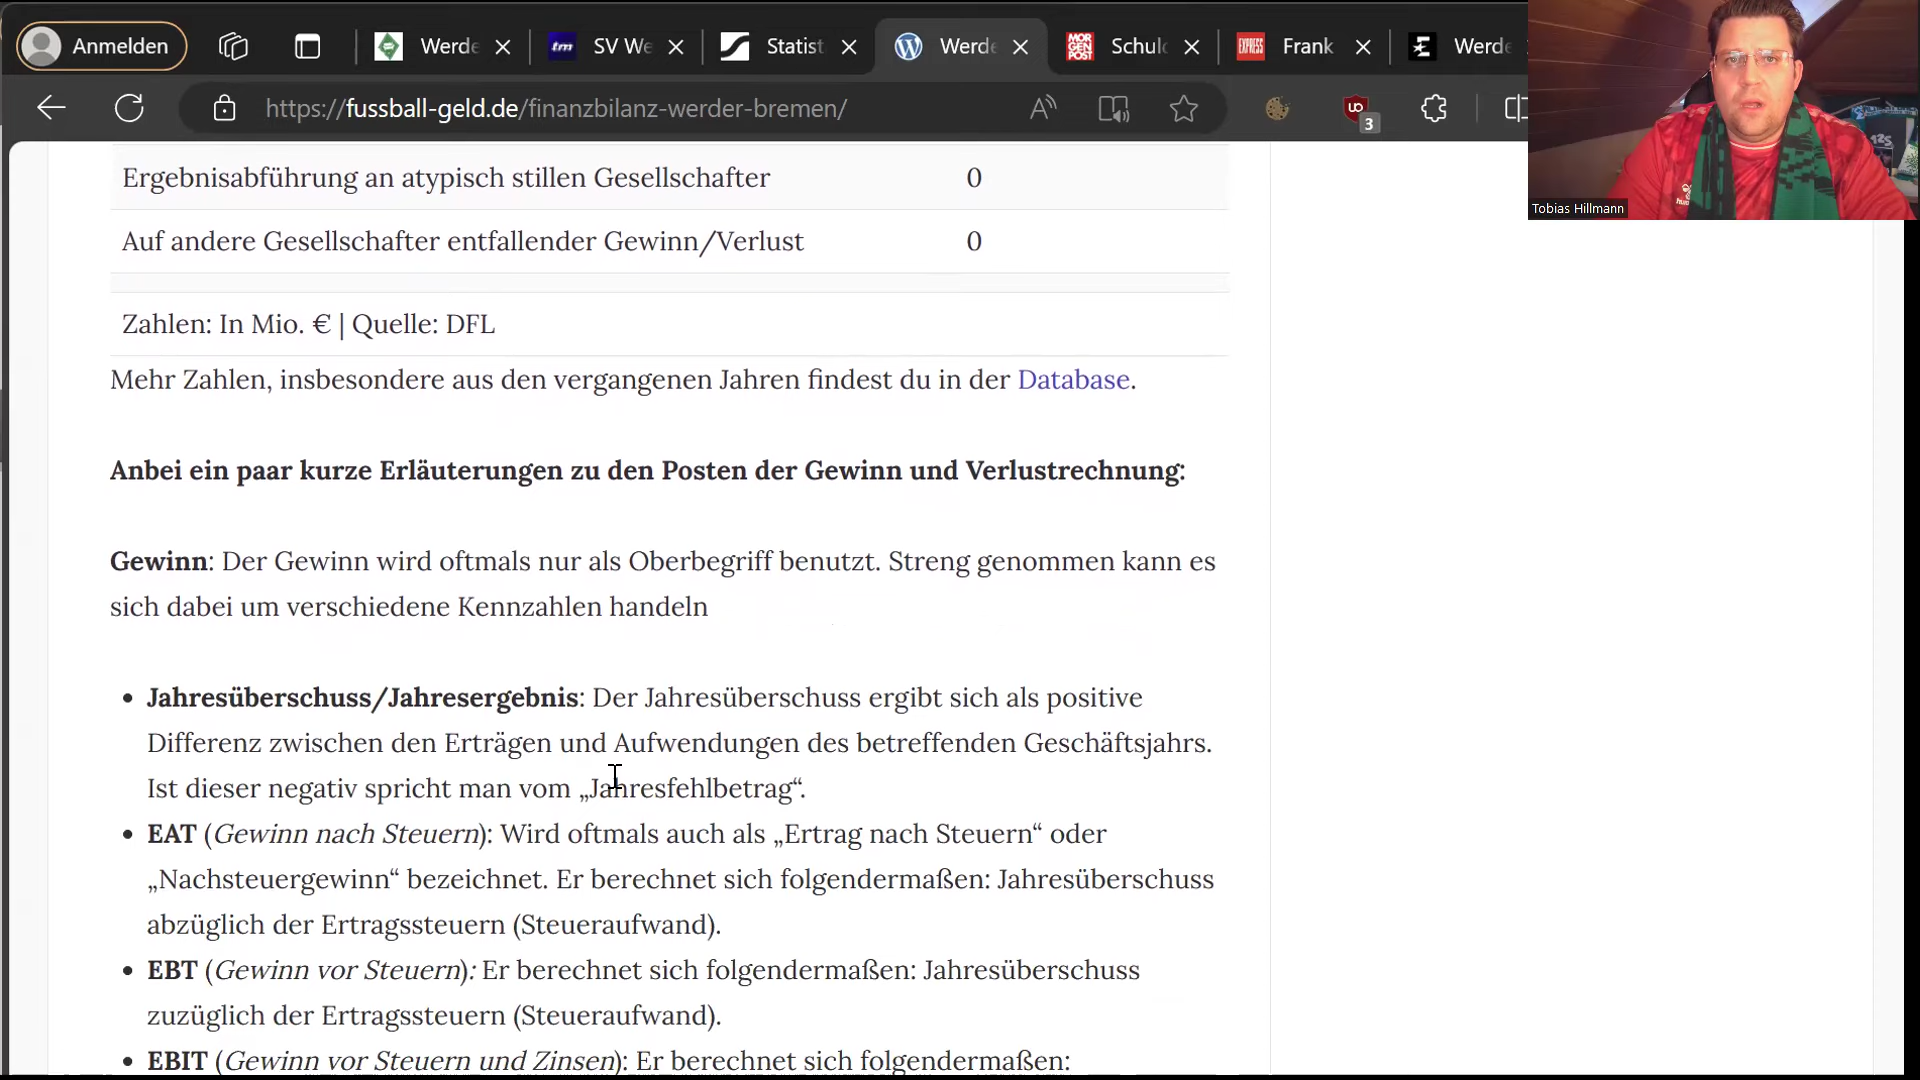 Anmelden
Werde
tm
SV We
Statist
Werde
MOR
GEN
POST
Schuld
EXPRESS
Frank
Werde
https://fussball-geld.de/finanzbilanz-werder-bremen/
3
Tobias Hillmann
Ergebnisabführung an atypisch stillen Gesellschafter 0
Auf andere Gesellschafter entfallender Gewinn/Verlust 0
Zahlen: In Mio. € | Quelle: DFL
Mehr Zahlen, insbesondere aus den vergangenen Jahren findest du in der Database.
Anbei ein paar kurze Erläuterungen zu den Posten der Gewinn und Verlustrechnung:
Gewinn: Der Gewinn wird oftmals nur als Oberbegriff benutzt. Streng genommen kann es
sich dabei um verschiedene Kennzahlen handeln
• Jahresüberschuss/Jahresergebnis: Der Jahresüberschuss ergibt sich als positive
Differenz zwischen den Erträgen und Aufwendungen des betreffenden Geschäftsjahrs.
Ist dieser negativ spricht man vom „Jahresfehlbetrag“.
• EAT (Gewinn nach Steuern): Wird oftmals auch als „Ertrag nach Steuern“ oder
„Nachsteuergewinn“ bezeichnet. Er berechnet sich folgendermaßen: Jahresüberschuss
abzüglich der Ertragssteuern (Steueraufwand).
• EBT (Gewinn vor Steuern): Er berechnet sich folgendermaßen: Jahresüberschuss
zuzüglich der Ertragssteuern (Steueraufwand).
• EBIT (Gewinn vor Steuern und Zinsen): Er berechnet sich folgendermaßen: